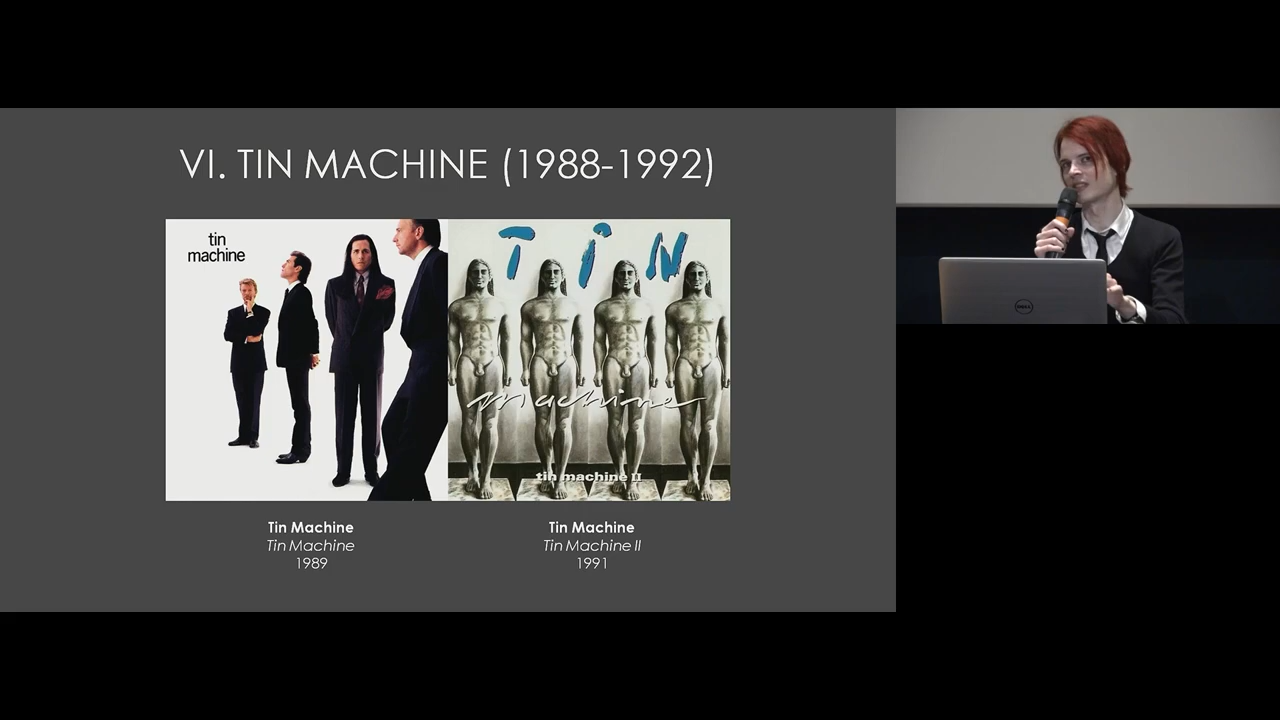 VI. TIN MACHINE (1988-1992)
tin
machine
TIN
machine
tin machine II
Tin Machine
Tin Machine
1989
Tin Machine
Tin Machine II
1991
DELL